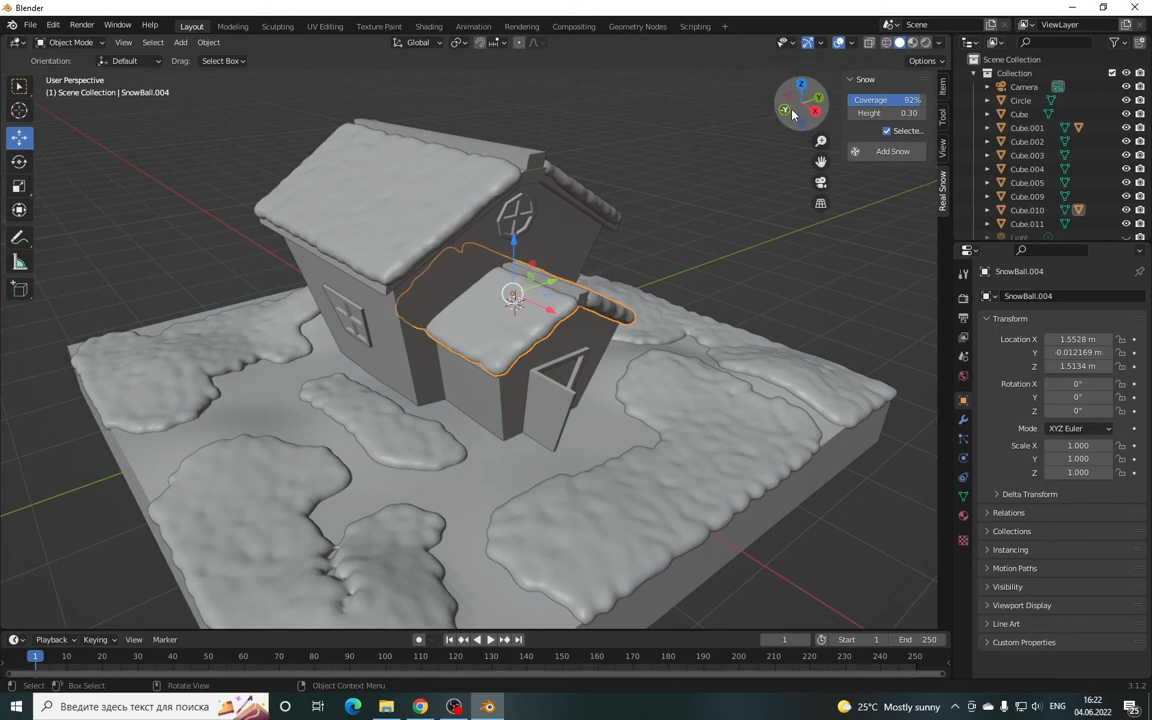 Blender
File Edit Render Window Help Layout Modeling Sculpting UV Editing Texture Paint Shading Animation Rendering Compositing Geometry Nodes Scripting + Scene ViewLayer
Object Mode View Select Add Object Global
Orientation: Default Drag: Select Box Options
User Perspective
(1) Scene Collection | SnowBall.004
Z
Y
-Y
X
Snow
Coverage 92%
Height 0.30
Selecte...
Add Snow
Item
Tool
View
Real Snow
Scene Collection
Collection
Camera
Circle
Cube
Cube.001
Cube.002
Cube.003
Cube.004
Cube.005
Cube.009
Cube.010
Cube.011
SnowBall.004
SnowBall.004
Transform
Location X 1.5528 m
Y -0.012169 m
Z 1.5134 m
Rotation X 0°
Y 0°
Z 0°
Mode XYZ Euler
Scale X 1.000
Y 1.000
Z 1.000
Delta Transform
Relations
Collections
Instancing
Motion Paths
Visibility
Viewport Display
Line Art
Custom Properties
Playback Keying View Marker 1 Start 1 End 250
1 10 20 30 40 50 60 70 80 90 100 110 120 130 140 150 160 170 180 190 200 210 220 230 240 250
Select Box Select Rotate View Object Context Menu 3.1.2
Введите здесь текст для поиска 25°C Mostly sunny ENG 16:22
04.06.2022
25